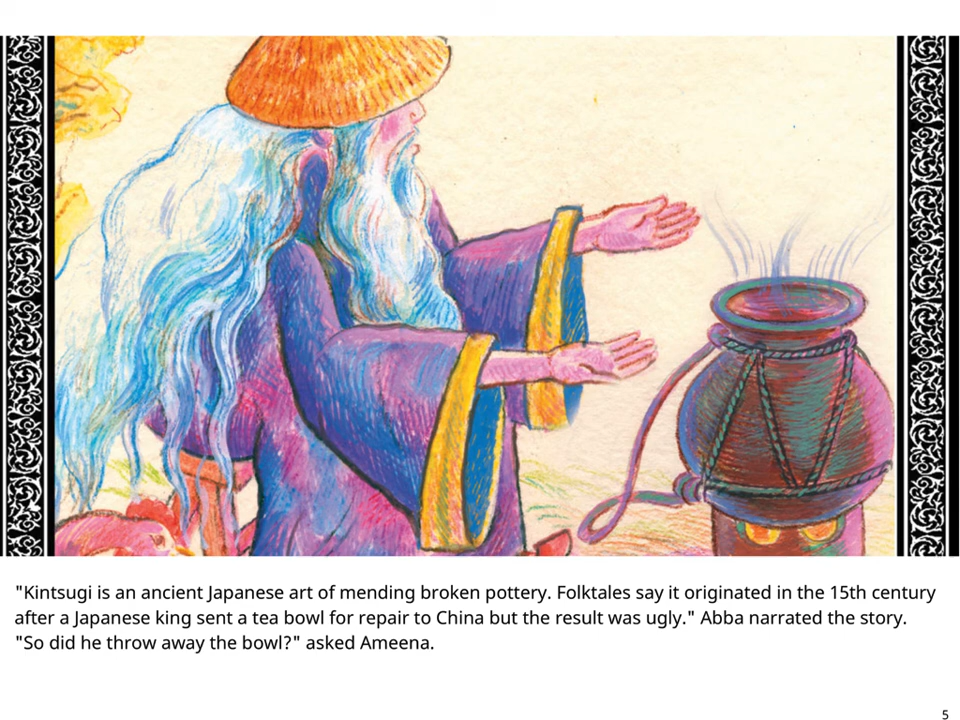 "Kintsugi is an ancient Japanese art of mending broken pottery. Folktales say it originated in the 15th century
after a Japanese king sent a tea bowl for repair to China but the result was ugly." Abba narrated the story.
"So did he throw away the bowl?" asked Ameena.
5